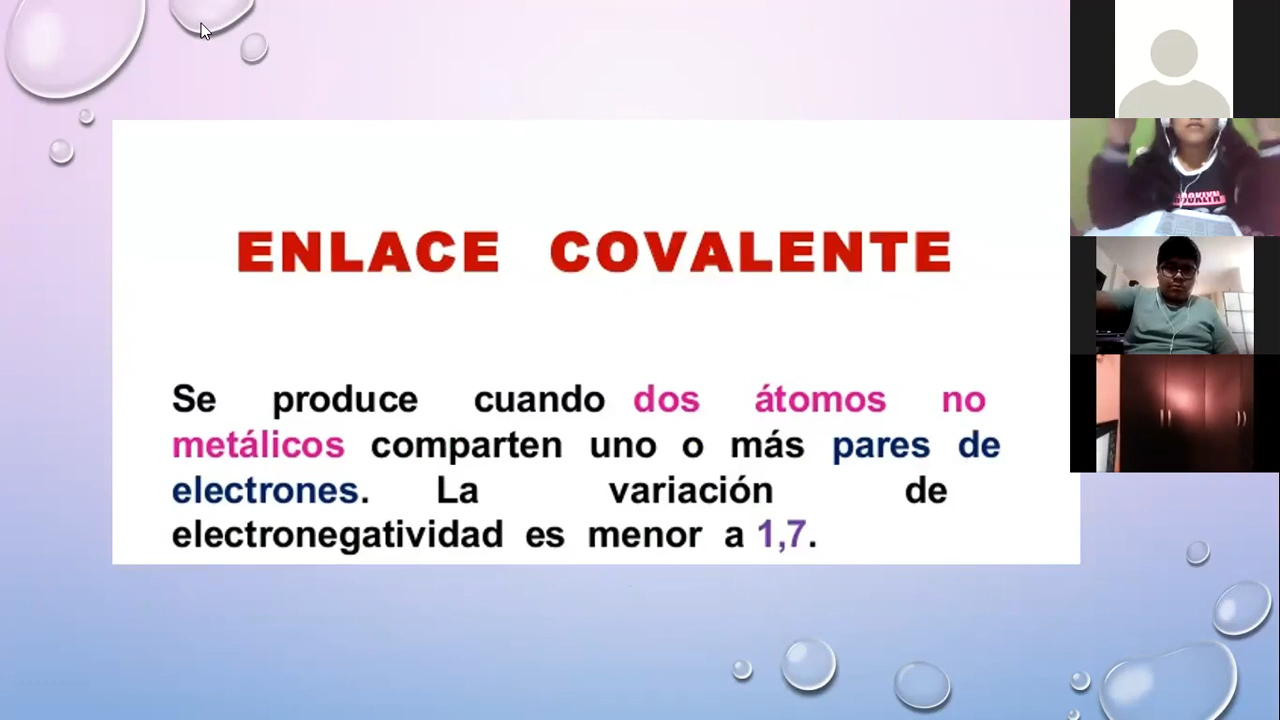 ENLACE COVALENTE
Se produce cuando dos átomos no
metálicos comparten uno o más pares de
electrones. La variación de
electronegatividad es menor a 1,7.